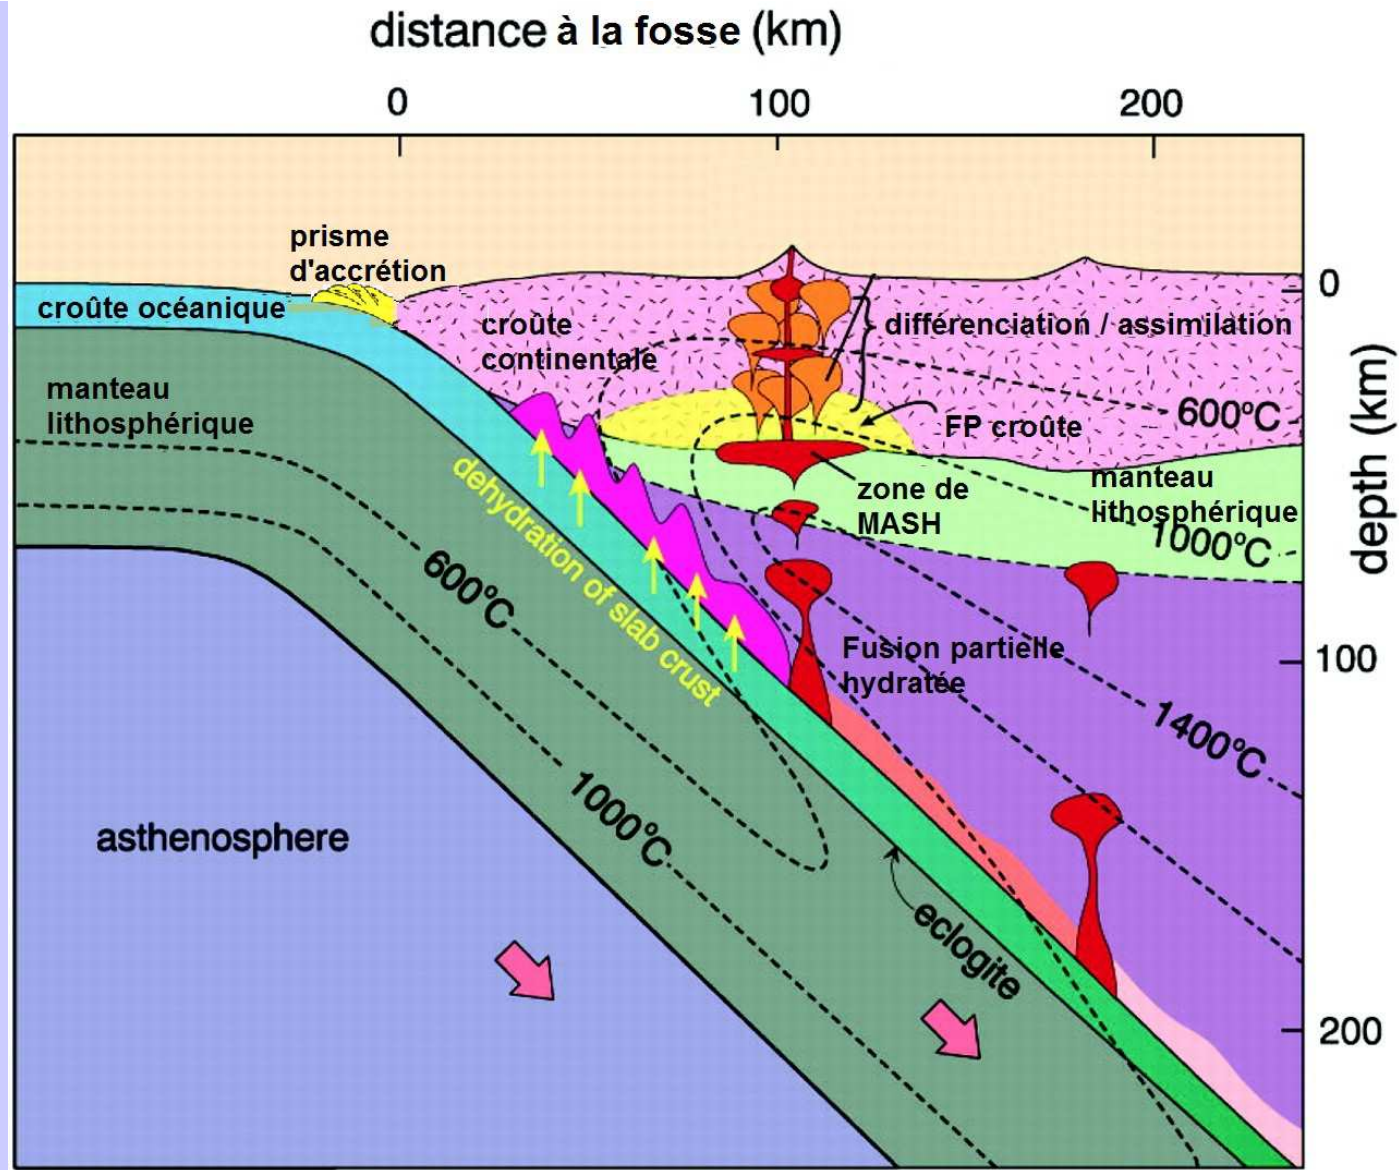 distance à la fosse (km)
0
100
200
prisme
d'accrétion
0
croûte océanique
croûte
continentale
différenciation / assimilation
manteau
lithosphérique
600°C
FP croûte
depth (km)
manteau
lithosphérique
zone de
MASH
1000°C
dehydration of slab crust
600°C
Fusion partielle
hydratée
100
1400°C
1000°C
asthenosphere
eclogite
200